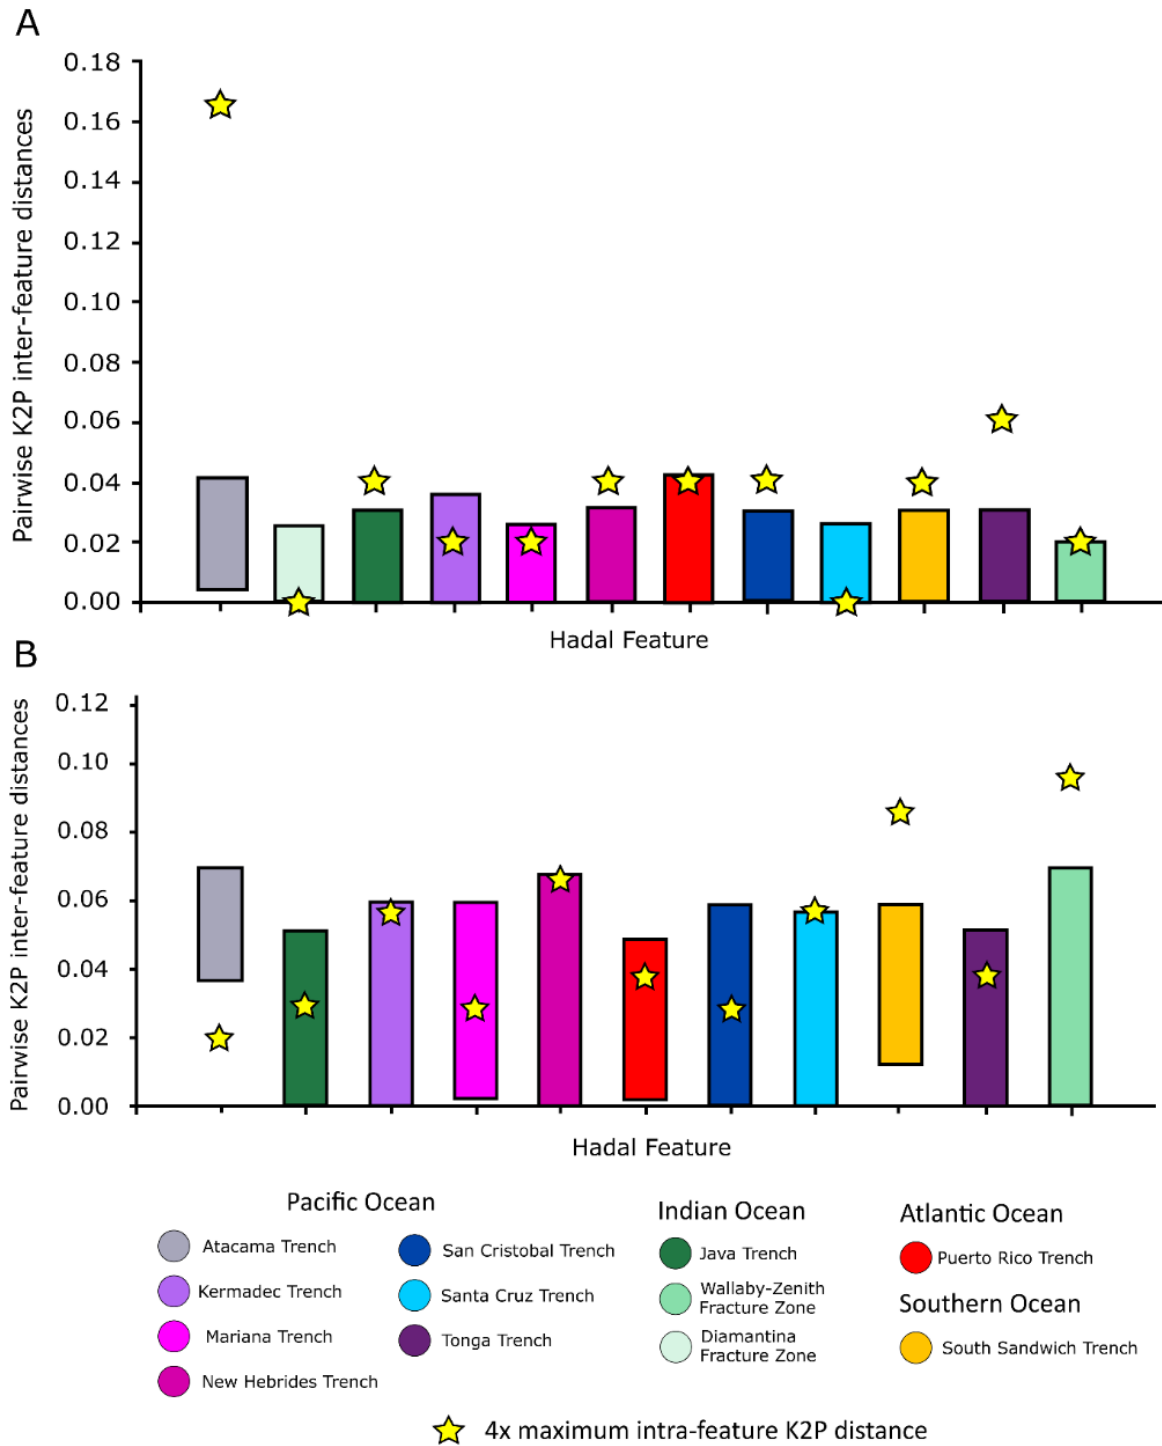 A
Pairwise K2P inter-feature distances
0.18
0.16
0.14
0.12
0.10
0.08
0.06
0.04
0.02
0.00
Hadal Feature
B
Pairwise K2P inter-feature distances
0.12
0.10
0.08
0.06
0.04
0.02
0.00
Hadal Feature
Pacific Ocean
Atacama Trench
Kermadec Trench
Mariana Trench
New Hebrides Trench
San Cristobal Trench
Santa Cruz Trench
Tonga Trench
Indian Ocean
Java Trench
Wallaby-Zenith
Fracture Zone
Diamantina
Fracture Zone
Atlantic Ocean
Puerto Rico Trench
Southern Ocean
South Sandwich Trench
4x maximum intra-feature K2P distance